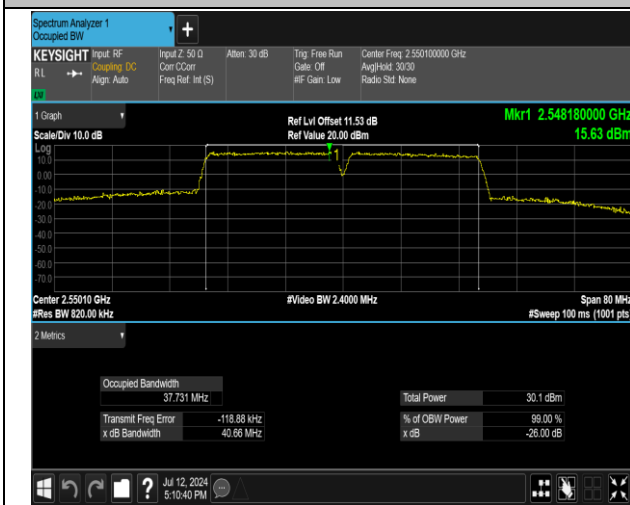 Spectrum Analyzer 1
Occupied BW
+
KEYSIGHT
RL
Input: RF
Coupling: DC
Align: Auto
Input Z: 50 Ω
Corr CCorr
Freq Ref: Int (S)
Atten: 30 dB
Trig: Free Run
Gate: Off
#IF Gain: Low
Center Freq: 2.550100000 GHz
Avg|Hold: 30/30
Radio Std: None
1 Graph
Scale/Div 10.0 dB
Ref Lvl Offset 11.53 dB
Ref Value 20.00 dBm
Mkr1 2.548180000 GHz
15.63 dBm
Log
10.0
0.00
-10.0
-20.0
-30.0
-40.0
-50.0
-60.0
-70.0
1
Center 2.55010 GHz
#Res BW 820.00 kHz
#Video BW 2.4000 MHz
Span 80 MHz
#Sweep 100 ms (1001 pts
2 Metrics
Occupied Bandwidth
37.731 MHz
Transmit Freq Error -118.88 kHz
x dB Bandwidth 40.66 MHz
Total Power 30.1 dBm
% of OBW Power 99.00 %
x dB -26.00 dB
?
Jul 12, 2024
5:10:40 PM